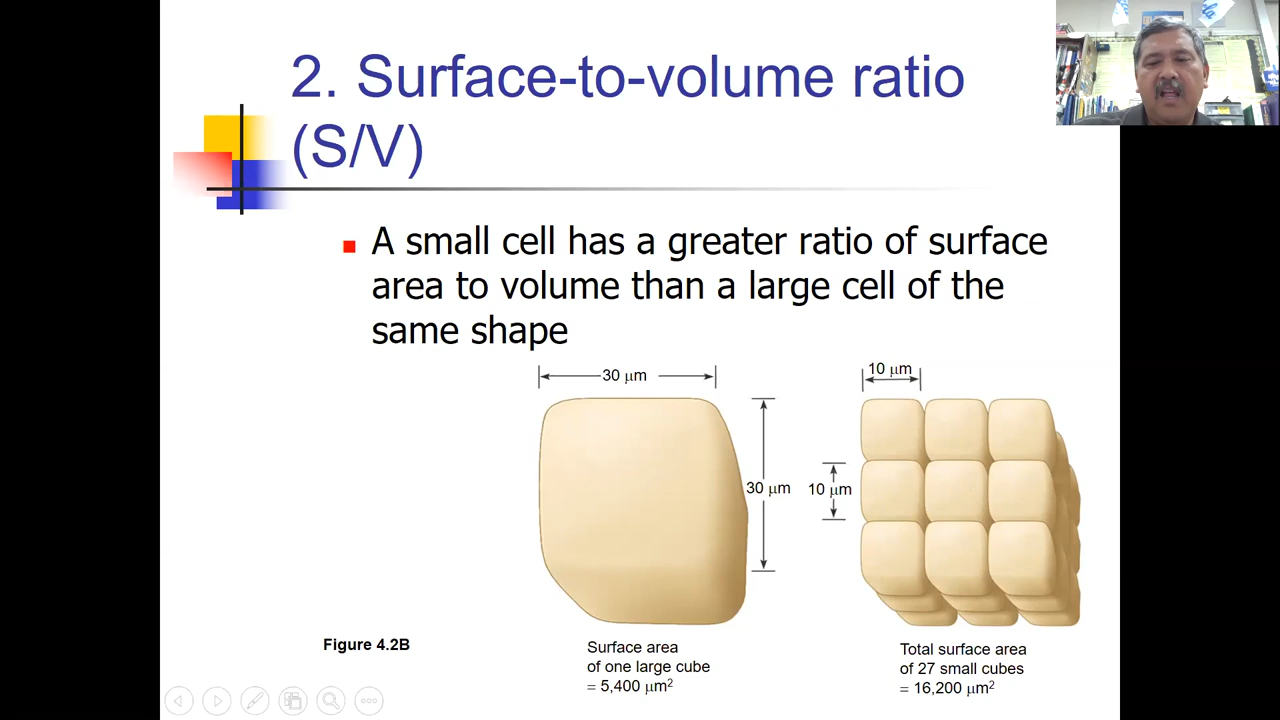 2. Surface-to-volume ratio
(S/V)
A small cell has a greater ratio of surface
area to volume than a large cell of the
same shape
30 μm
10 μm
30 μm
10 μm
Figure 4.2B
Surface area
of one large cube
= 5,400 μm²
Total surface area
of 27 small cubes
= 16,200 μm²